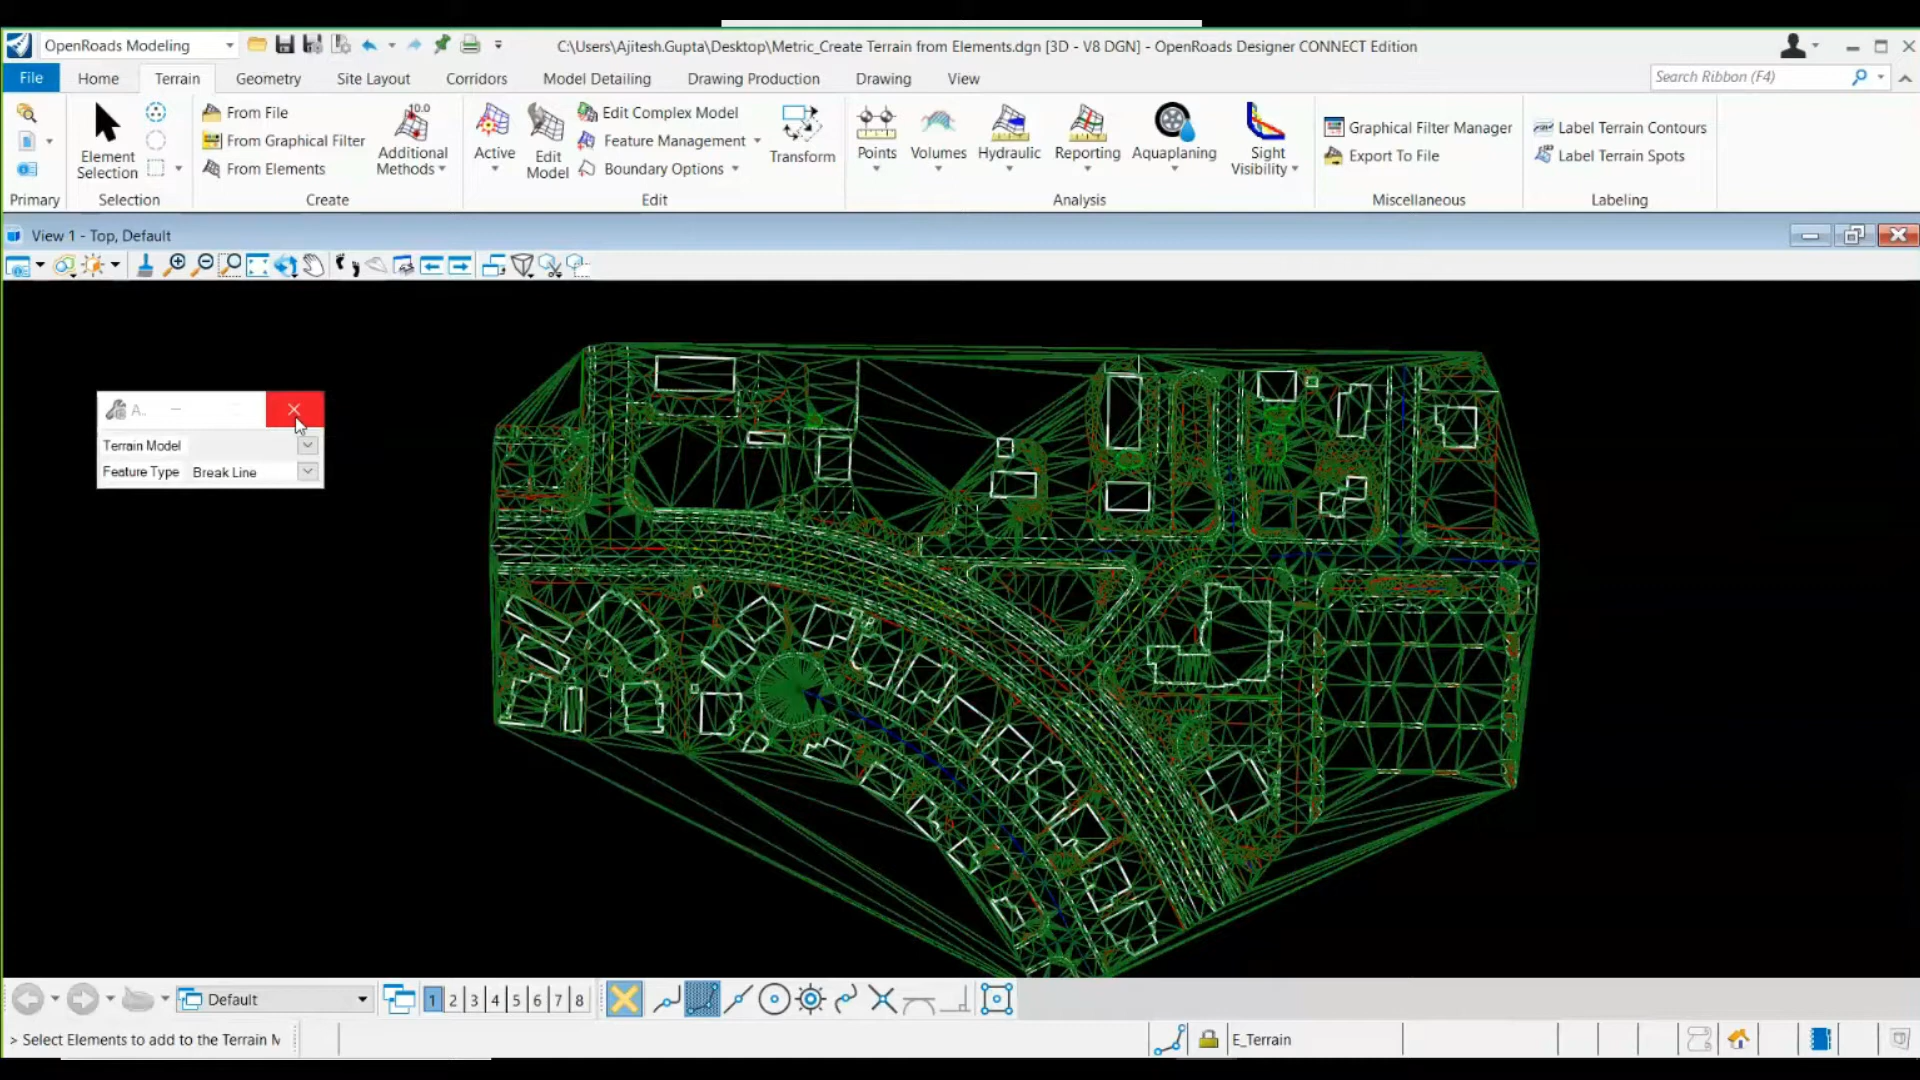 OpenRoads Modeling
C:\Users\Ajitesh.Gupta\Desktop\Metric_Create Terrain from Elements.dgn [3D - V8 DGN] - OpenRoads Designer CONNECT Edition
File Home Terrain Geometry Site Layout Corridors Model Detailing Drawing Production Drawing View
Search Ribbon (F4)
Element Selection
From File
From Graphical Filter
From Elements
10.0
Additional Methods
Active
Edit Model
Edit Complex Model
Feature Management
Boundary Options
Transform
Points
Volumes
Hydraulic
Reporting
Aquaplaning
Sight Visibility
Graphical Filter Manager
Export To File
Label Terrain Contours
Label Terrain Spots
Primary Selection Create Edit Analysis Miscellaneous Labeling
View 1 - Top, Default
A..
Terrain Model
Feature Type Break Line
Default
1 2 3 4 5 6 7 8
> Select Elements to add to the Terrain M
E_Terrain